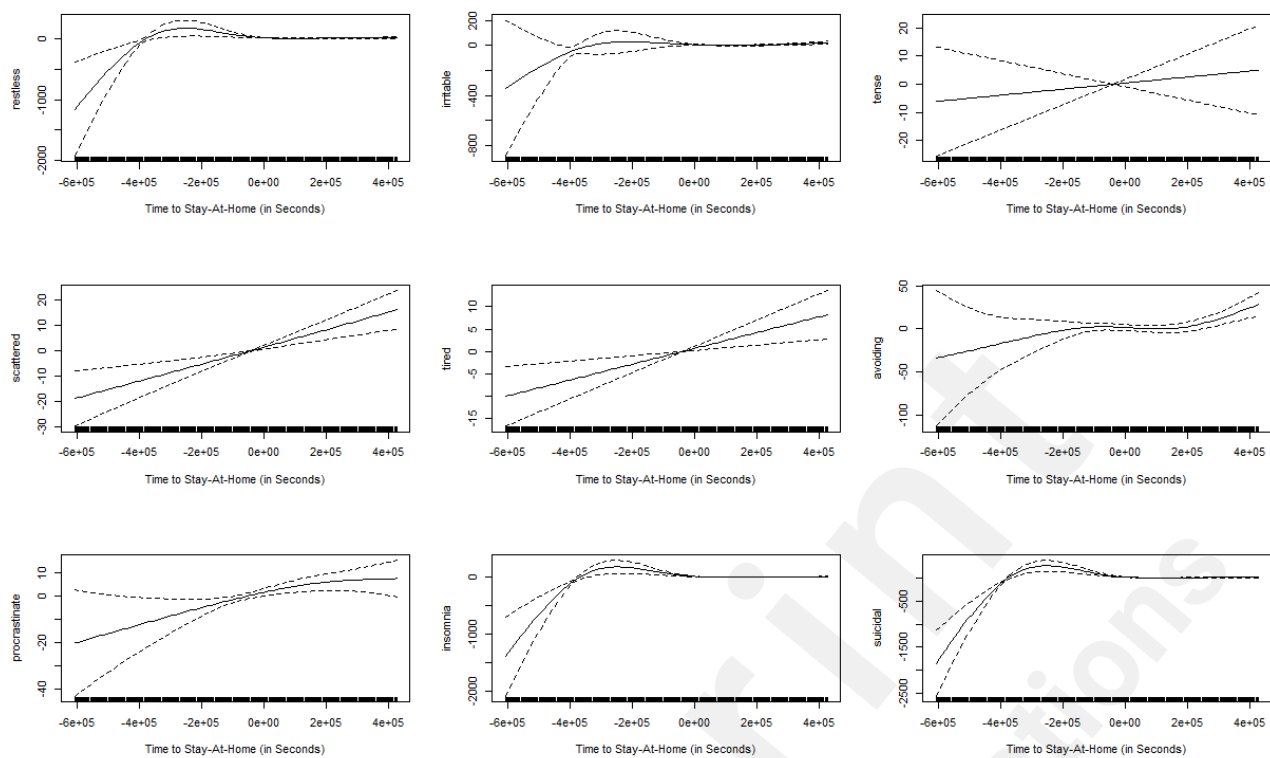 restless
0
-1000
-2000
-6e+05 -4e+05 -2e+05 0e+00 2e+05 4e+05
Time to Stay-At-Home (in Seconds)
irritable
200
0
-400
-800
-6e+05 -4e+05 -2e+05 0e+00 2e+05 4e+05
Time to Stay-At-Home (in Seconds)
tense
20
10
0
-10
-20
-6e+05 -4e+05 -2e+05 0e+00 2e+05 4e+05
Time to Stay-At-Home (in Seconds)
scattered
20
10
0
-10
-20
-30
-6e+05 -4e+05 -2e+05 0e+00 2e+05 4e+05
Time to Stay-At-Home (in Seconds)
tired
10
5
0
-5
-15
-6e+05 -4e+05 -2e+05 0e+00 2e+05 4e+05
Time to Stay-At-Home (in Seconds)
avoiding
50
0
-50
-100
-6e+05 -4e+05 -2e+05 0e+00 2e+05 4e+05
Time to Stay-At-Home (in Seconds)
procrastinate
10
0
-20
-40
-6e+05 -4e+05 -2e+05 0e+00 2e+05 4e+05
Time to Stay-At-Home (in Seconds)
insomnia
0
-1000
-2000
-6e+05 -4e+05 -2e+05 0e+00 2e+05 4e+05
Time to Stay-At-Home (in Seconds)
suicidal
-500
-1500
-2500
-6e+05 -4e+05 -2e+05 0e+00 2e+05 4e+05
Time to Stay-At-Home (in Seconds)